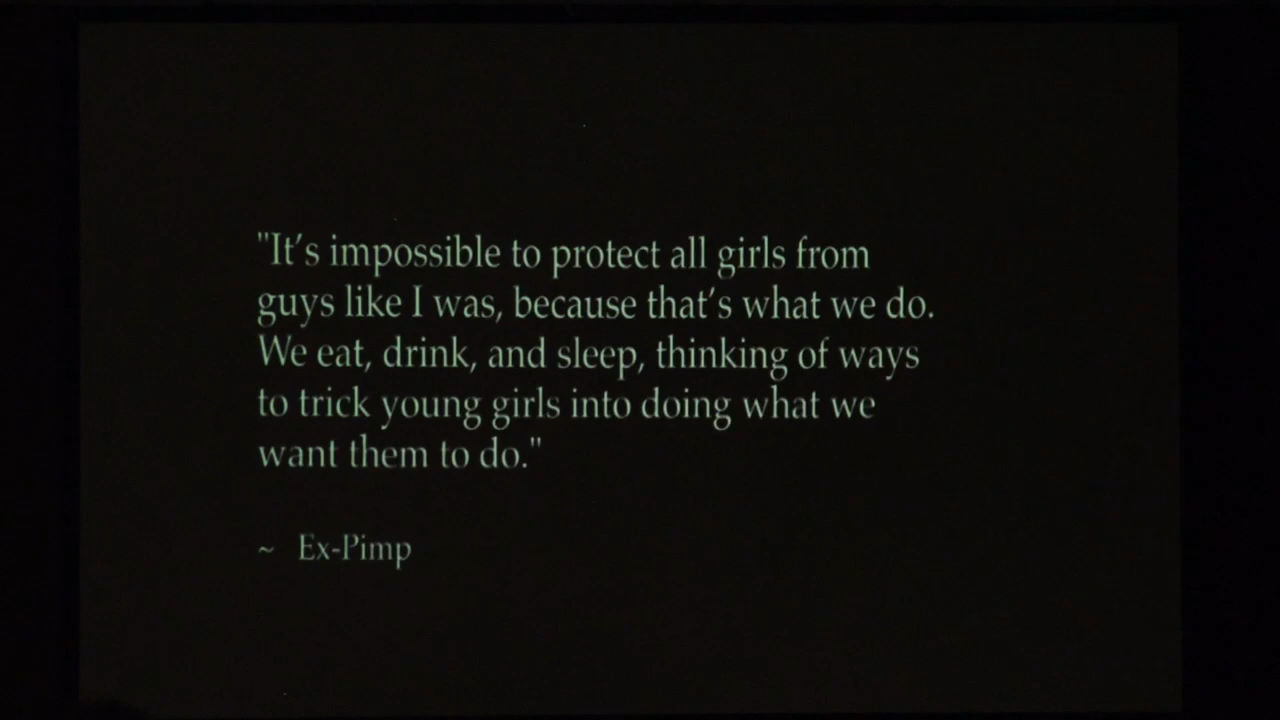 "It's impossible to protect all girls from
guys like I was, because that's what we do.
We eat, drink, and sleep, thinking of ways
to trick young girls into doing what we
want them to do."
~ Ex-Pimp